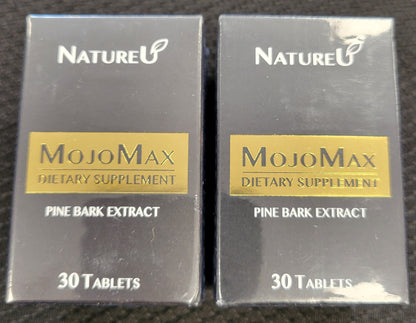 NATUREU
MOJOMAX
DIETARY SUPPLEMENT
PINE BARK EXTRACT
30 TABLETS
NATUREU
MOJOMAX
DIETARY SUPPLEMENT
PINE BARK EXTRACT
30 TABLETS